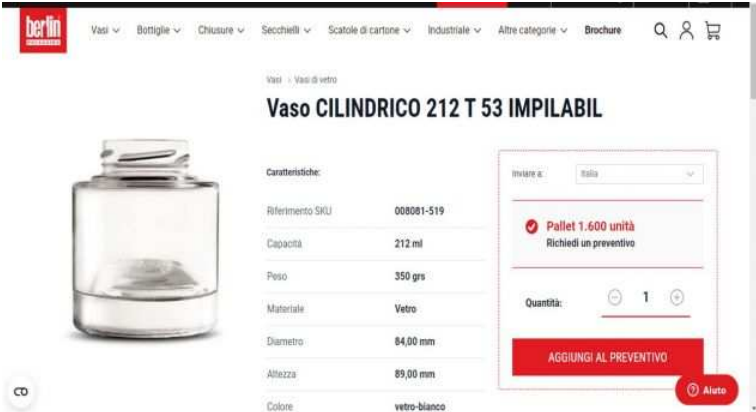 berlin
PACKAGING
Vasi Bottiglie Chiusure Secchielli Scatole di cartone Industriale Altre categorie Brochure
Vasi > Vasi di vetro
Vaso CILINDRICO 212 T 53 IMPILABIL
Caratteristiche:
Riferimento SKU 008081-519
Capacità 212 ml
Peso 350 grs
Materiale Vetro
Diametro 84,00 mm
Altezza 89,00 mm
Colore vetro-bianco
Inviare a: Italia
Pallet 1.600 unità
Richiedi un preventivo
Quantità: 1
AGGIUNGI AL PREVENTIVO
Aiuto